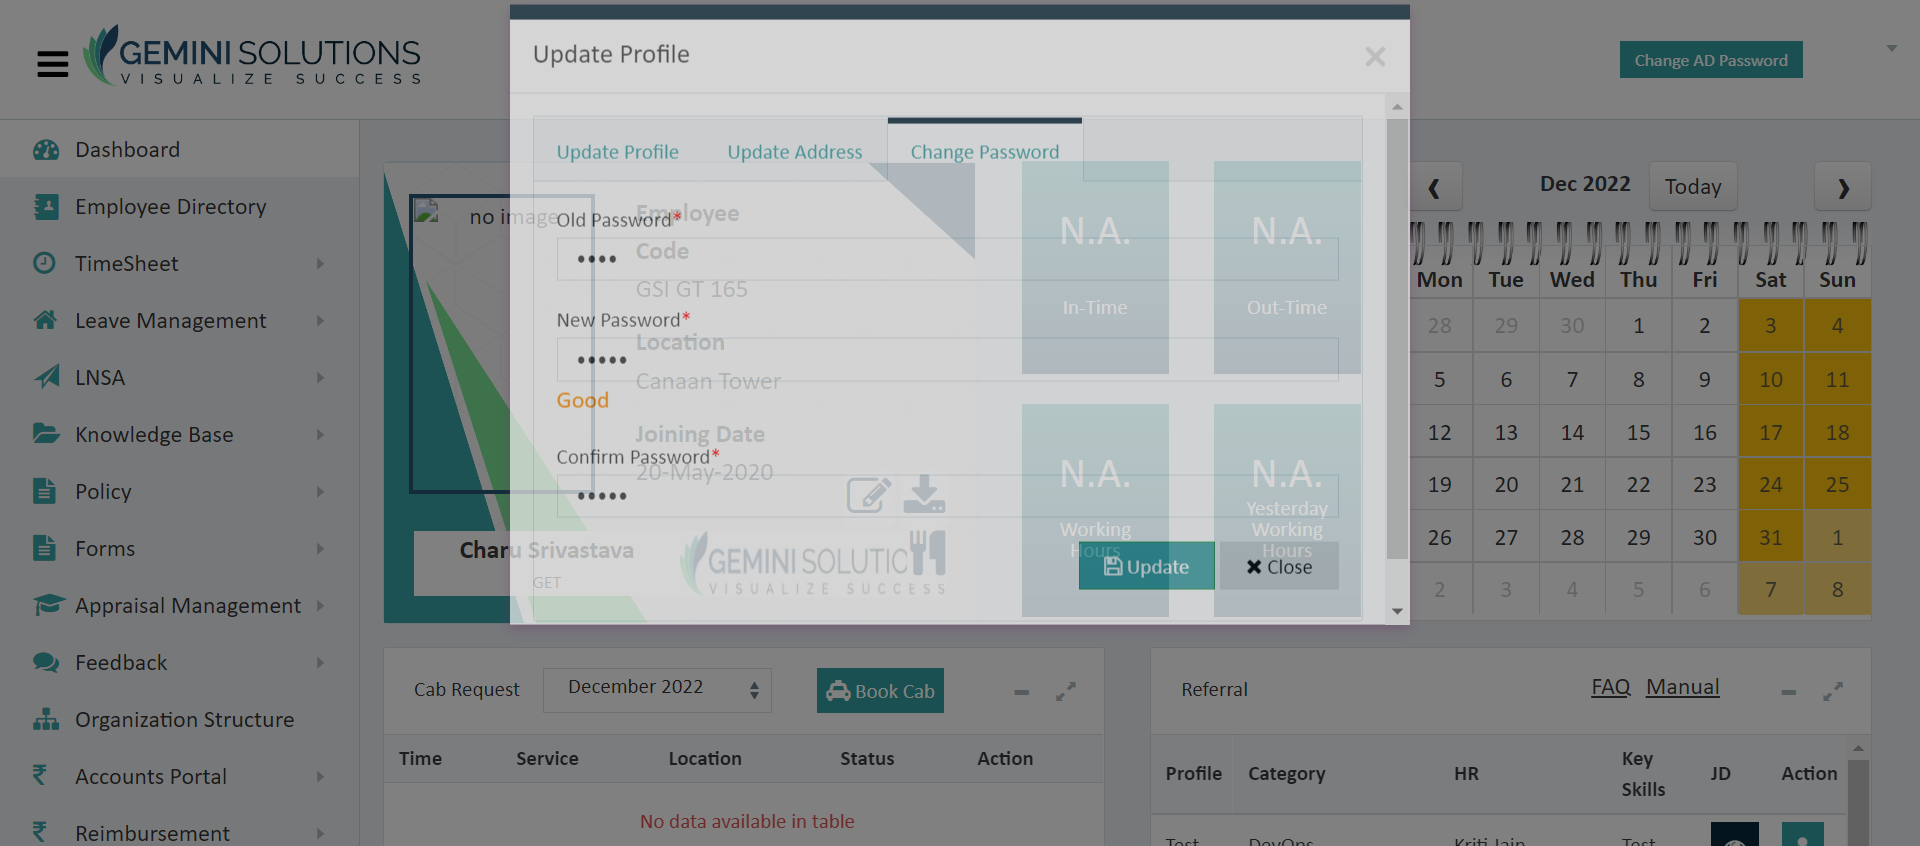 GEMINI SOLUTIONS
VISUALIZE SUCCESS
Change AD Password
Dashboard
Employee Directory
TimeSheet
Leave Management
LNSA
Knowledge Base
Policy
Forms
Appraisal Management
Feedback
Organization Structure
Accounts Portal
Reimbursement
Update Profile
Update Profile
Update Address
Change Password
Old Password*
New Password*
Good
Confirm Password*
Update
Close
no image
Employee
Code
GSI GT 165
Location
Canaan Tower
Joining Date
20-May-2020
Charu Srivastava
GET
GEMINI SOLUTIO
VISUALIZE SUCCESS
N.A.
In-Time
N.A.
Out-Time
N.A.
Working
Hours
N.A.
Yesterday
Working
Hours
Dec 2022
Today
Mon Tue Wed Thu Fri Sat Sun
28 29 30 1 2 3 4
5 6 7 8 9 10 11
12 13 14 15 16 17 18
19 20 21 22 23 24 25
26 27 28 29 30 31 1
2 3 4 5 6 7 8
Cab Request
December 2022
Book Cab
Time Service Location Status Action
No data available in table
Referral
FAQ Manual
Profile Category HR Key Skills JD Action
Test DevOps Kriti Jain Test